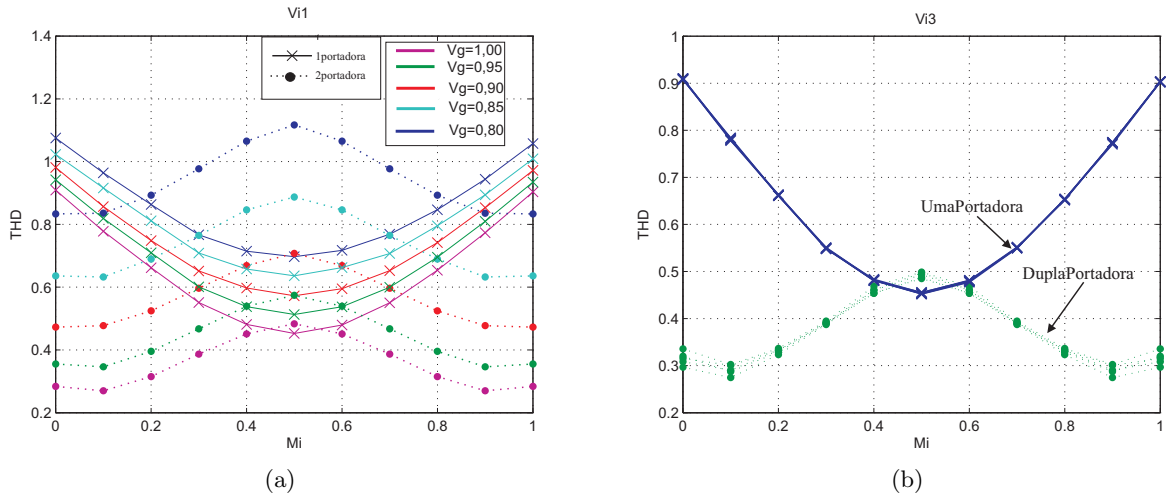 Vi1
1.4
1.2
1
0.8
0.6
0.4
0.2
THD
0
0.2
0.4
0.6
0.8
1
Mi
1portadora
2portadora
Vg=1,00
Vg=0,95
Vg=0,90
Vg=0,85
Vg=0,80
(a)
Vi3
1
0.9
0.8
0.7
0.6
0.5
0.4
0.3
0.2
THD
0
0.2
0.4
0.6
0.8
1
Mi
UmaPortadora
DuplaPortadora
(b)